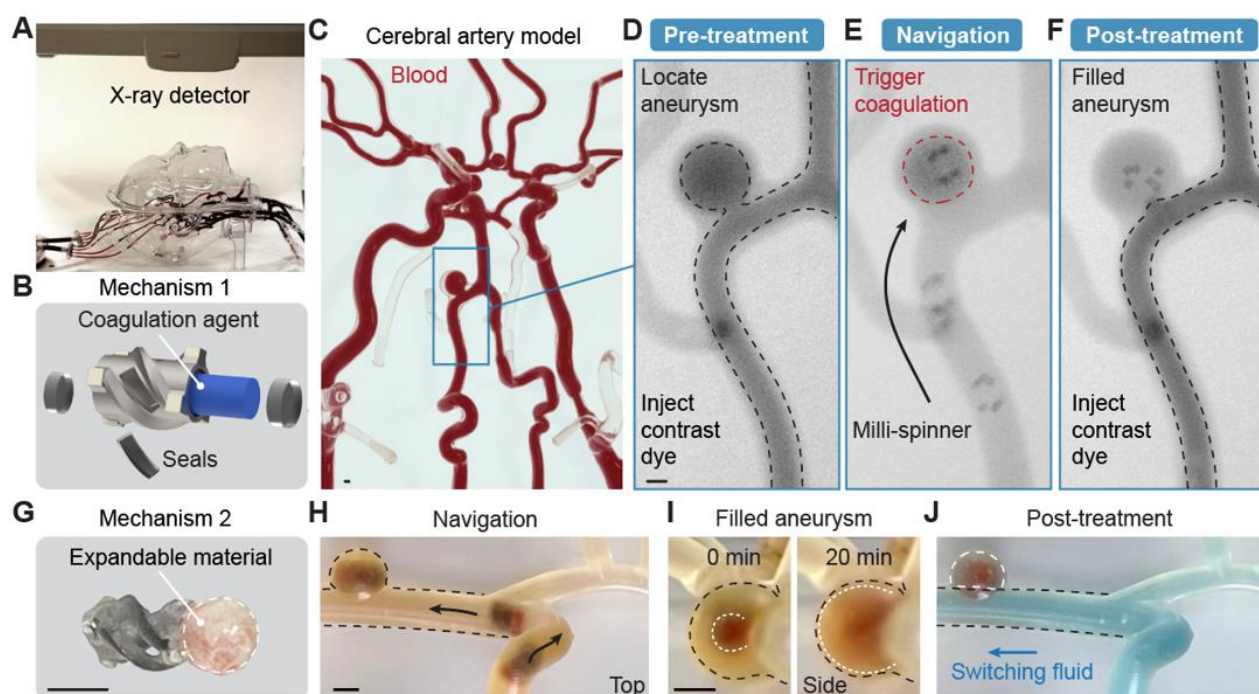 A
X-ray detector
B Mechanism 1
Coagulation agent
Seals
C Cerebral artery model
Blood
D Pre-treatment
Locate
aneurysm
Inject
contrast
dye
E Navigation
Trigger
coagulation
Milli-spinner
F Post-treatment
Filled
aneurysm
Inject
contrast
dye
G Mechanism 2
Expandable material
H Navigation
Top
I Filled aneurysm
0 min
20 min
Side
J Post-treatment
Switching fluid